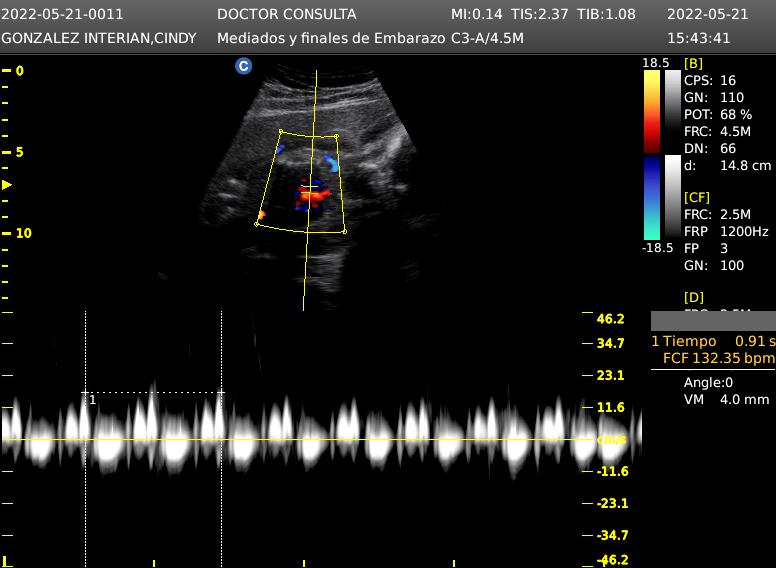 2022-05-21-0011 DOCTOR CONSULTA MI:0.14 TIS:2.37 TIB:1.08 2022-05-21
GONZALEZ INTERIAN,CINDY Mediados y finales de Embarazo C3-A/4.5M 15:43:41
C
0
5
10
18.5
-18.5
[B]
CPS: 16
GN: 110
POT: 68 %
FRC: 4.5M
DN: 66
d: 14.8 cm
[CF]
FRC: 2.5M
FRP 1200Hz
FP 3
GN: 100
[D]
1 Tiempo 0.91 s
FCF 132.35 bpm
Angle:0
VM 4.0 mm
46.2
34.7
23.1
11.6
cm/s
-11.6
-23.1
-34.7
-46.2
1